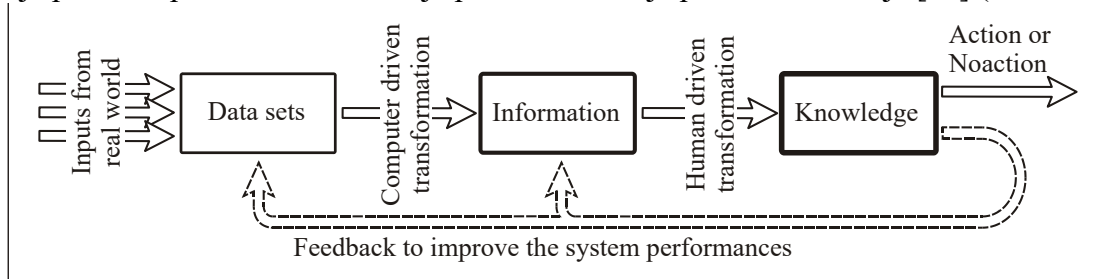 Inputs from
real world
Data sets
Computer driven
transformation
Information
Human driven
transformation
Knowledge
Action or
Noaction
Feedback to improve the system performances